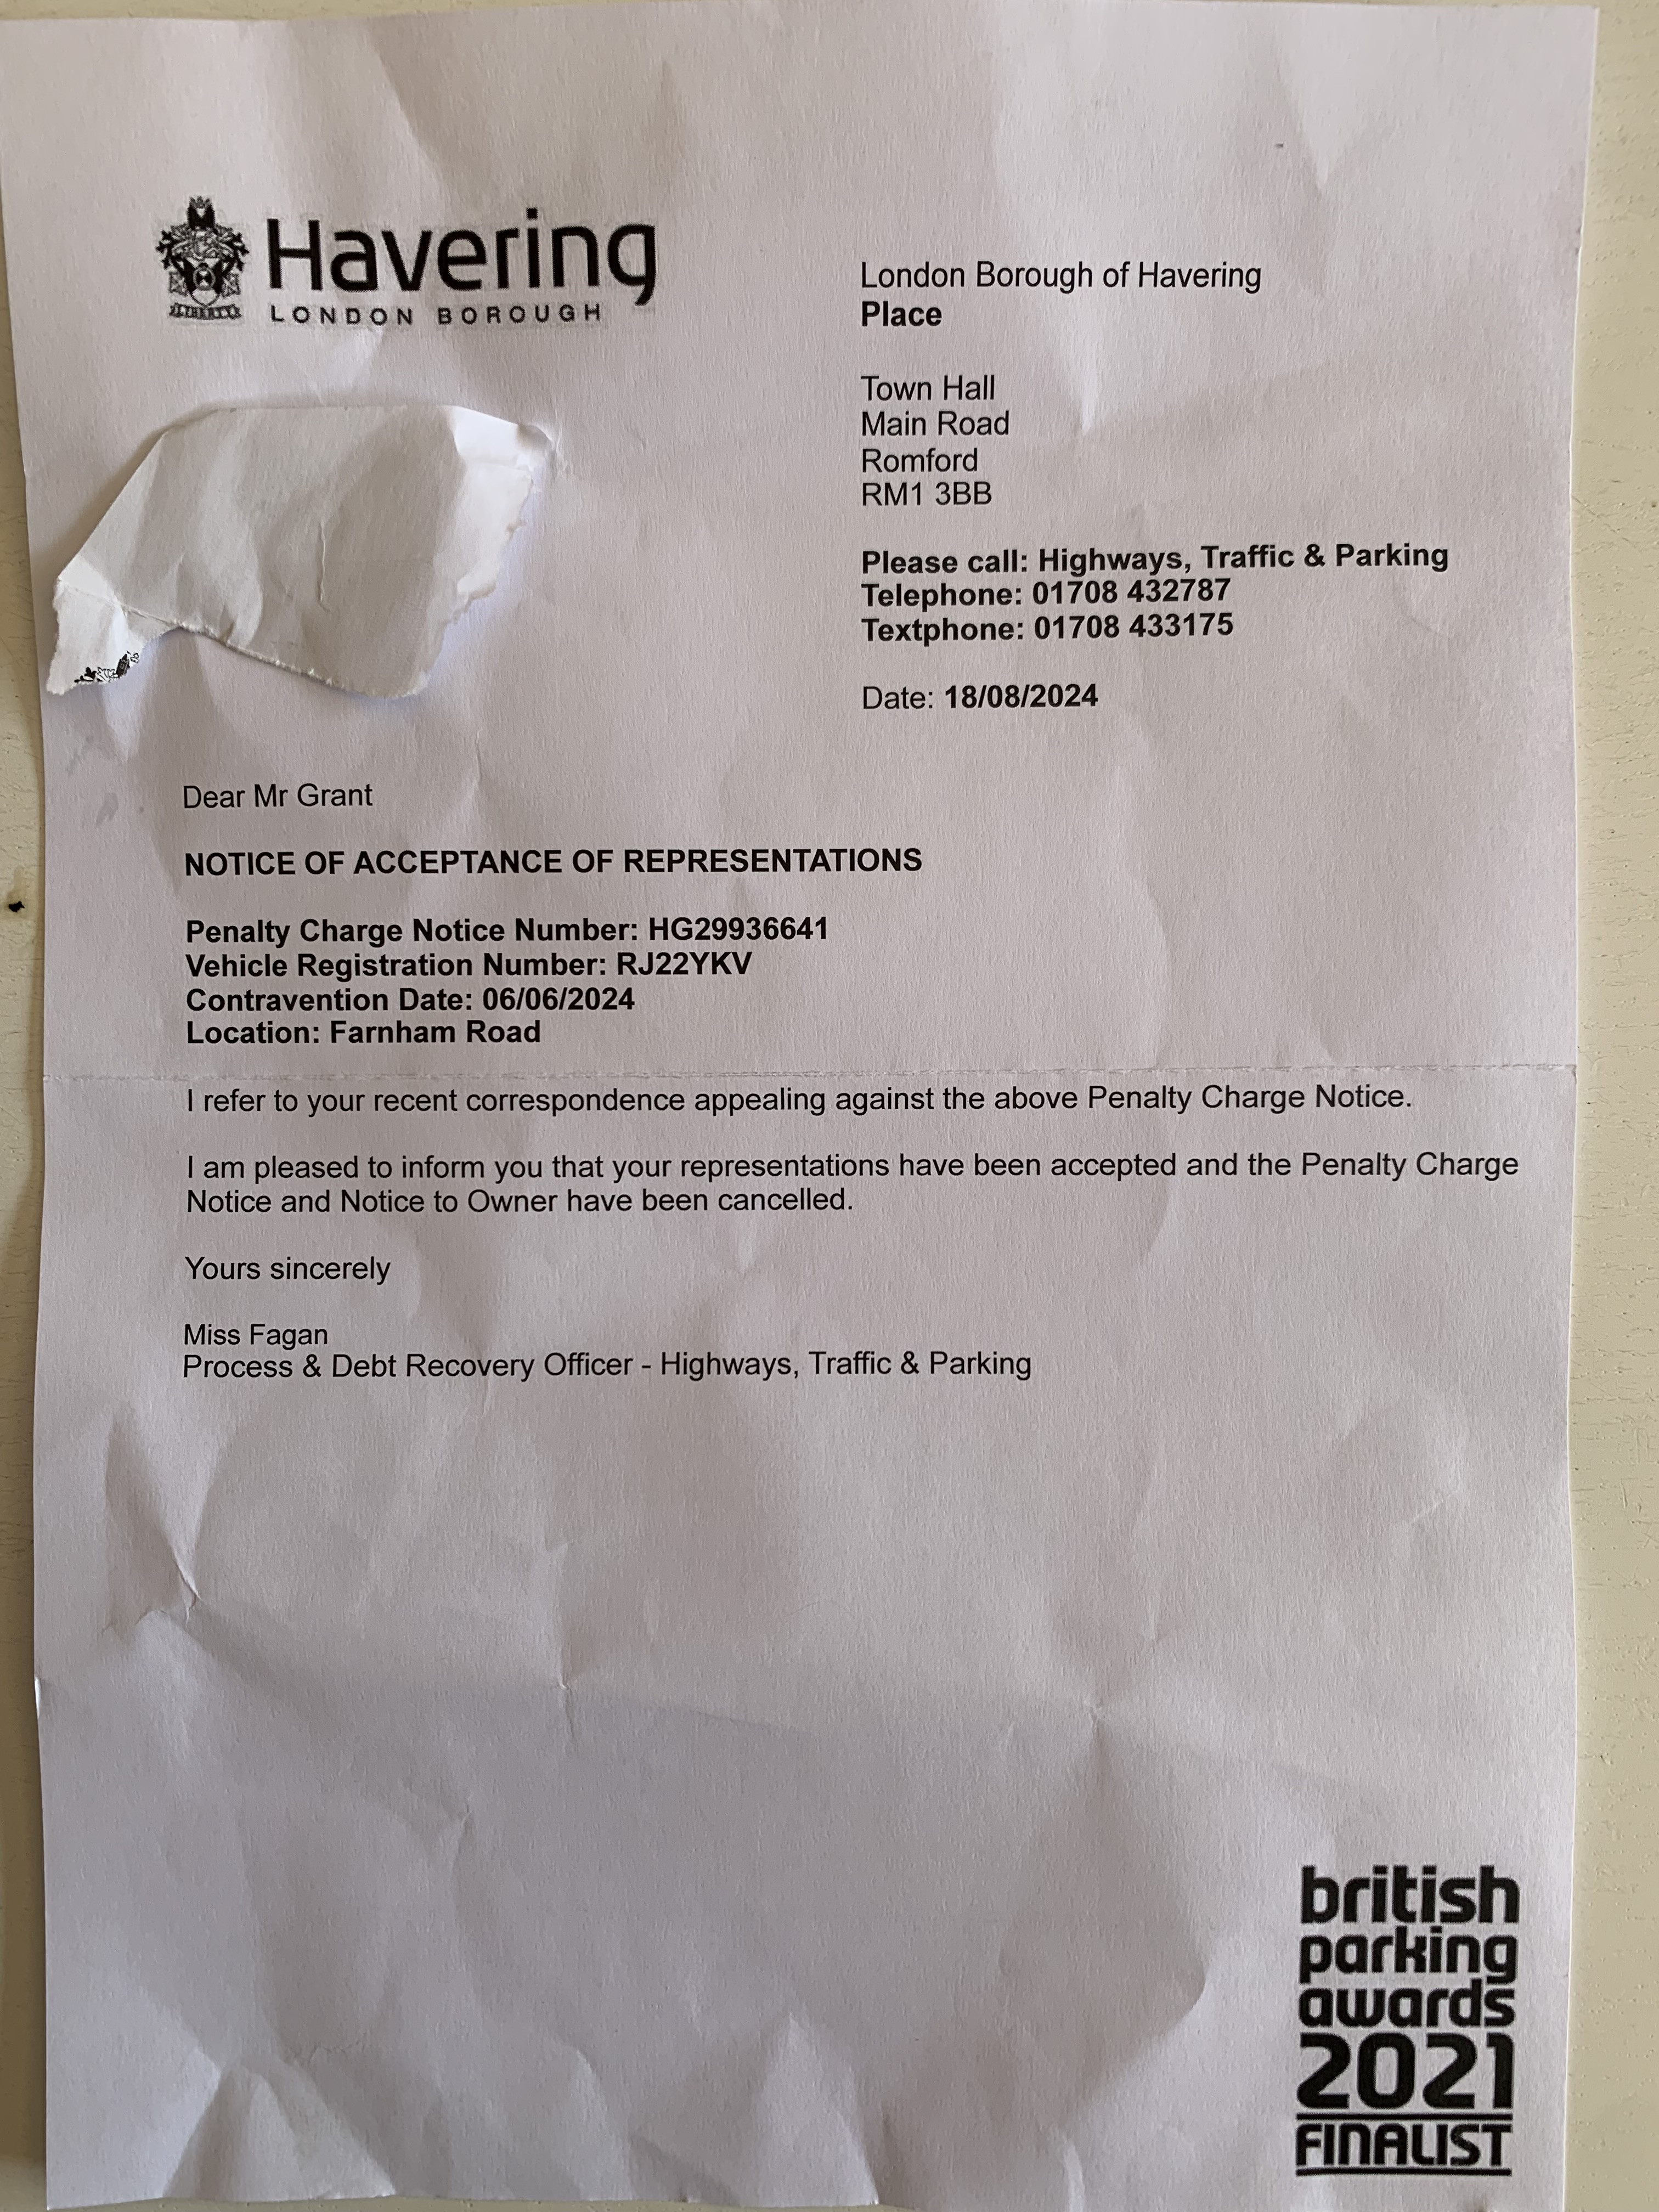 Havering
LONDON BOROUGH
LIBERTY
London Borough of Havering
Place
Town Hall
Main Road
Romford
RM1 3BB
Please call: Highways, Traffic & Parking
Telephone: 01708 432787
Textphone: 01708 433175
Date: 18/08/2024
Dear Mr Grant
NOTICE OF ACCEPTANCE OF REPRESENTATIONS
Penalty Charge Notice Number: HG29936641
Vehicle Registration Number: RJ22YKV
Contravention Date: 06/06/2024
Location: Farnham Road
I refer to your recent correspondence appealing against the above Penalty Charge Notice.
I am pleased to inform you that your representations have been accepted and the Penalty Charge
Notice and Notice to Owner have been cancelled.
Yours sincerely
Miss Fagan
Process & Debt Recovery Officer - Highways, Traffic & Parking
british
parking
awards
2021
FINALIST